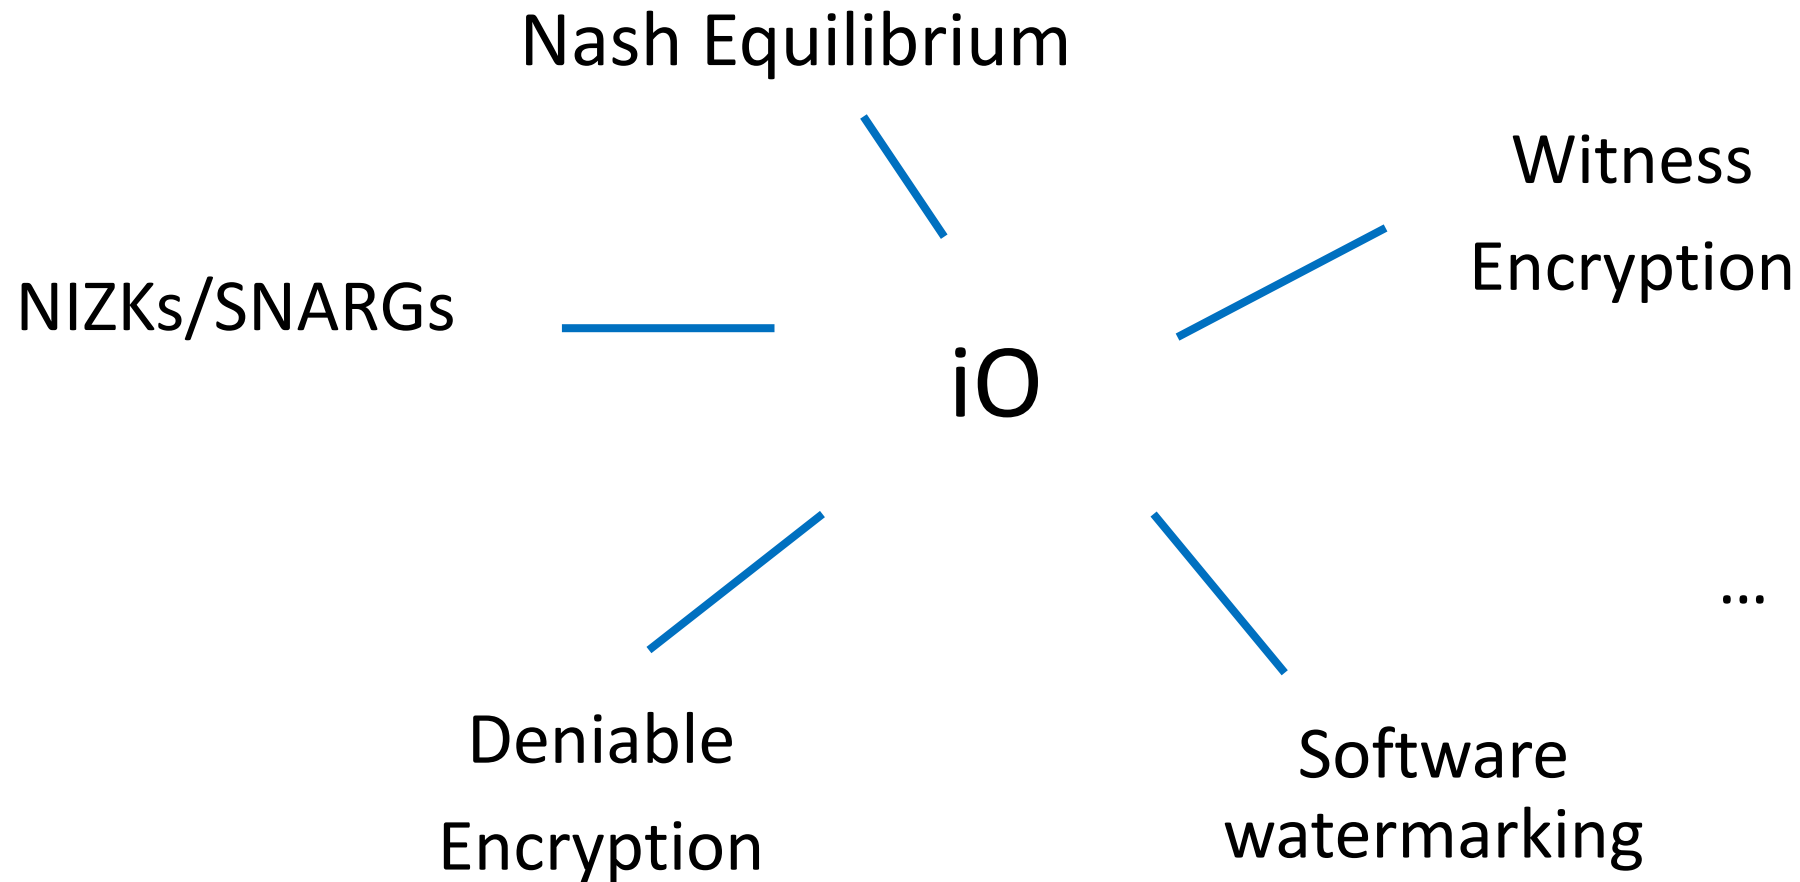 Nash Equilibrium
Witness
Encryption
NIZKs/SNARGs
iO
...
Deniable
Encryption
Software
watermarking